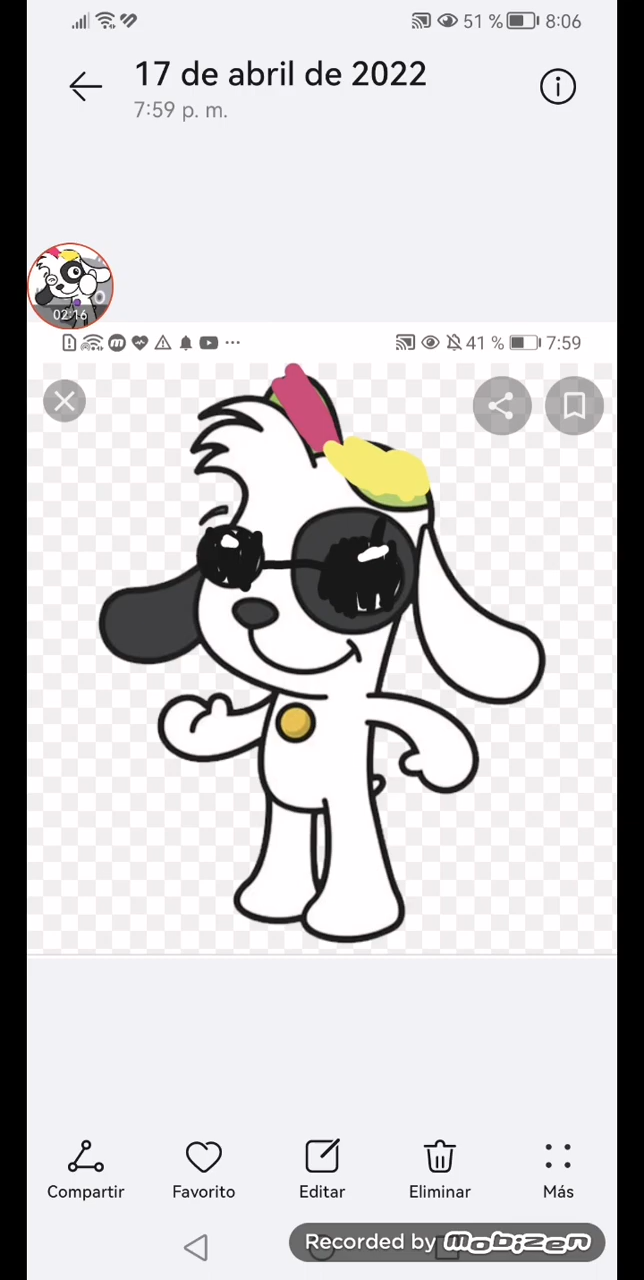 51 % 8:06
17 de abril de 2022
7:59 p. m.
02:16
41 % 7:59
Compartir Favorito Editar Eliminar Más
Recorded by mobizen